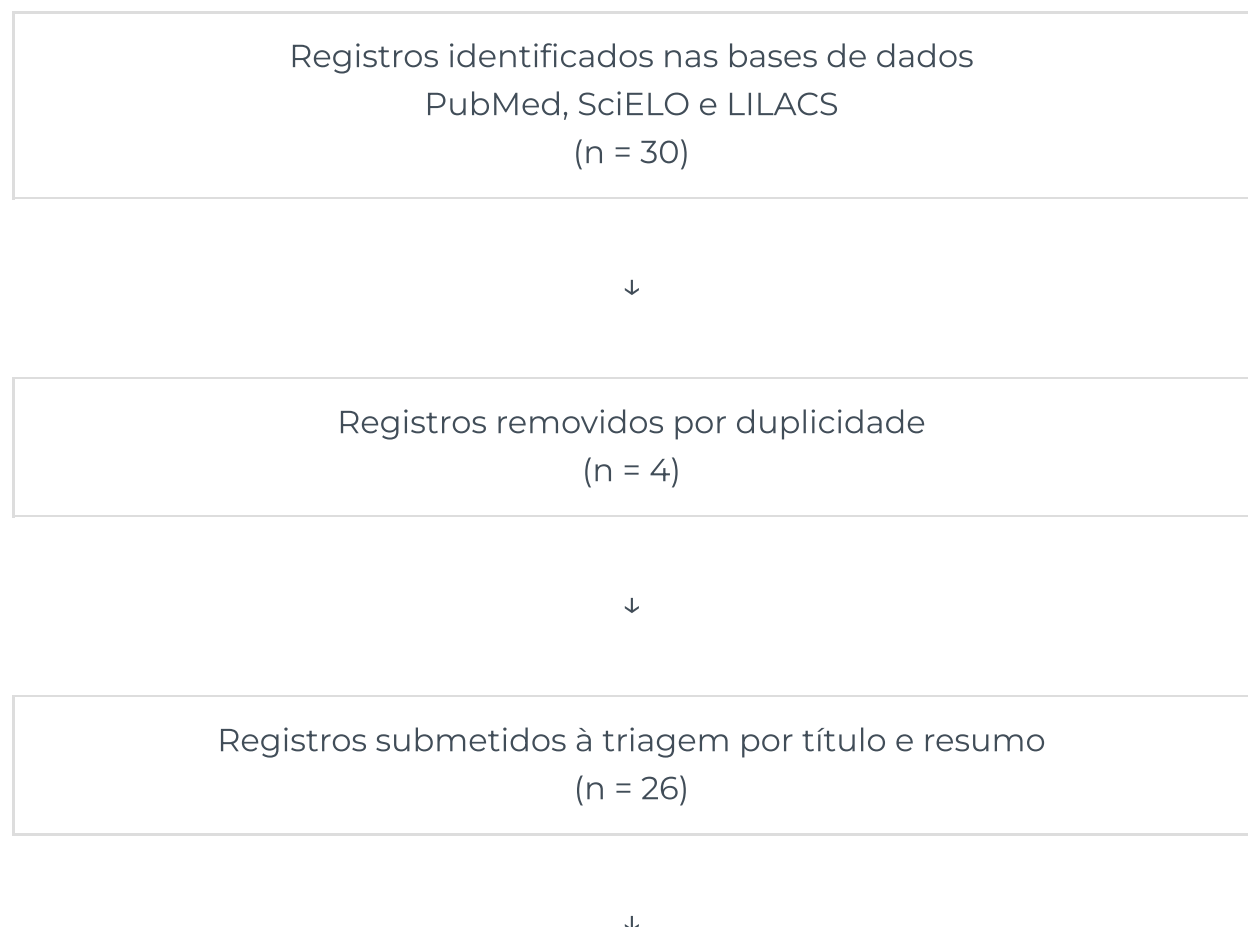 Registros identificados nas bases de dados
PubMed, SciELO e LILACS
(n = 30)
↓
Registros removidos por duplicidade
(n = 4)
↓
Registros submetidos à triagem por título e resumo
(n = 26)
↓